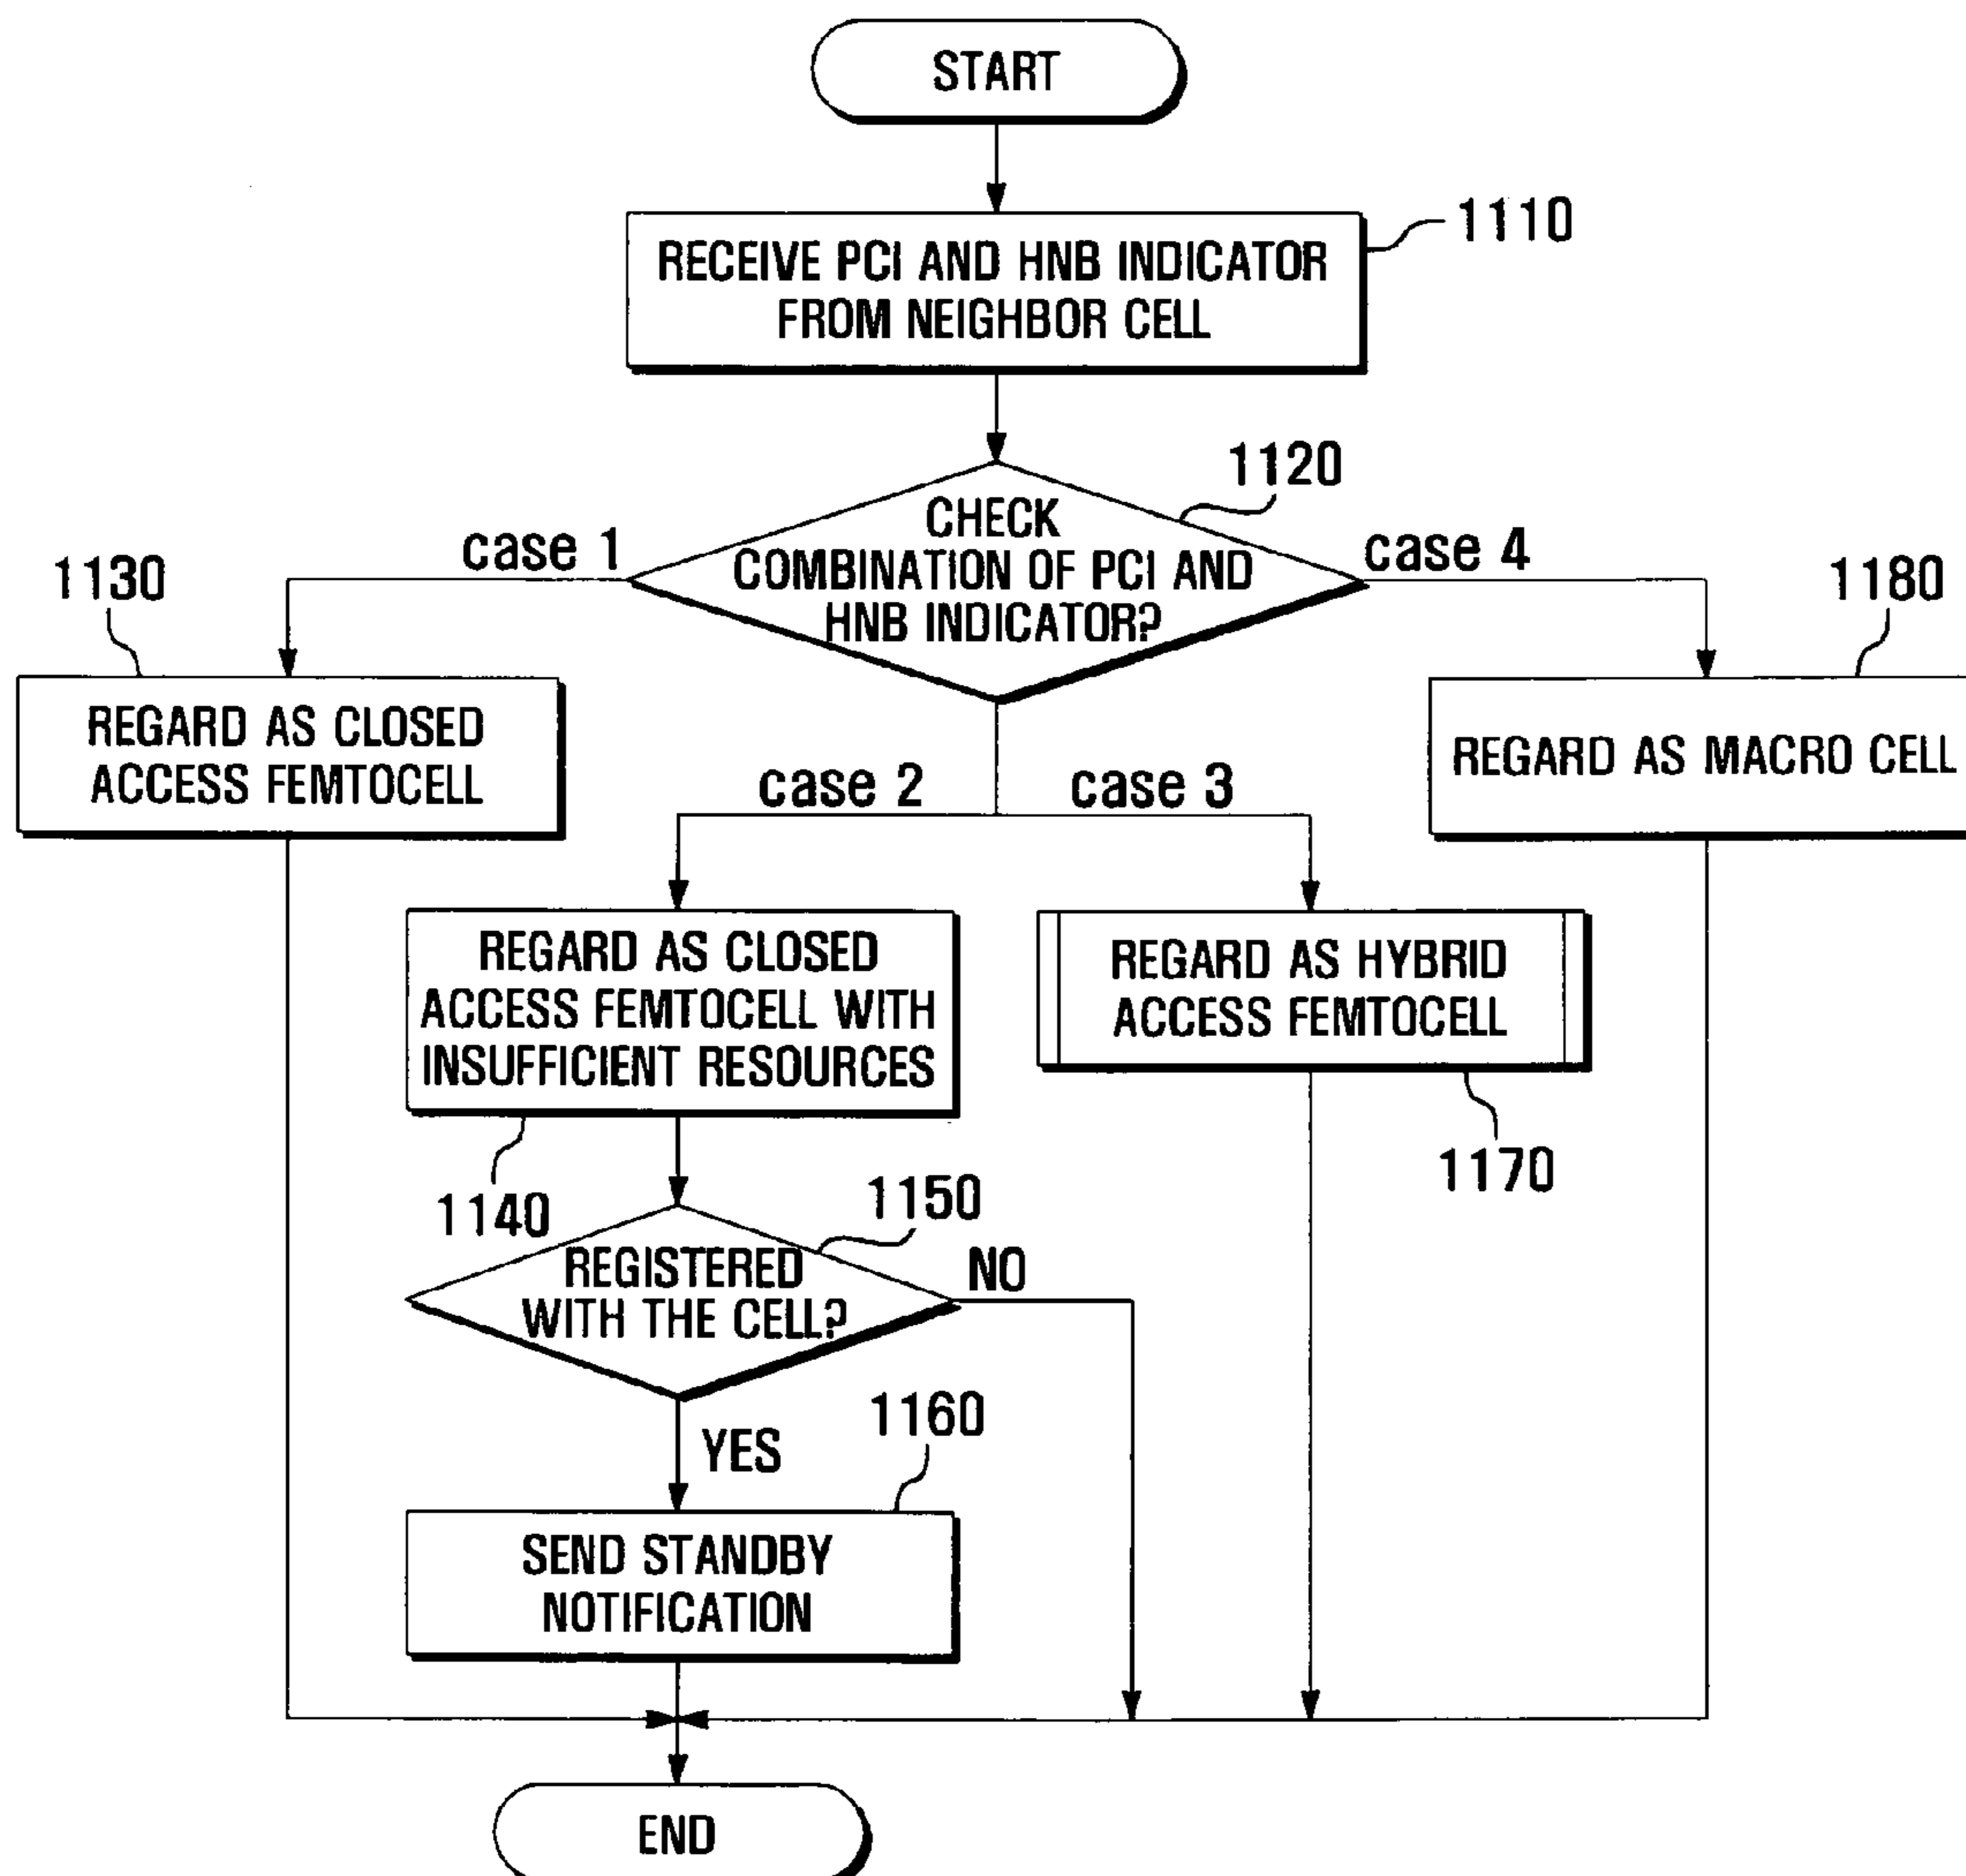 START
1110
RECEIVE PCI AND HNB INDICATOR
FROM NEIGHBOR CELL
1120
CHECK
COMBINATION OF PCI AND
HNB INDICATOR?
case 1
case 4
1130
1180
REGARD AS CLOSED
ACCESS FEMTOCELL
REGARD AS MACRO CELL
case 2
case 3
REGARD AS CLOSED
ACCESS FEMTOCELL WITH
INSUFFICIENT RESOURCES
REGARD AS HYBRID
ACCESS FEMTOCELL
1140
1170
1150
REGISTERED
WITH THE CELL?
NO
YES
1160
SEND STANDBY
NOTIFICATION
END